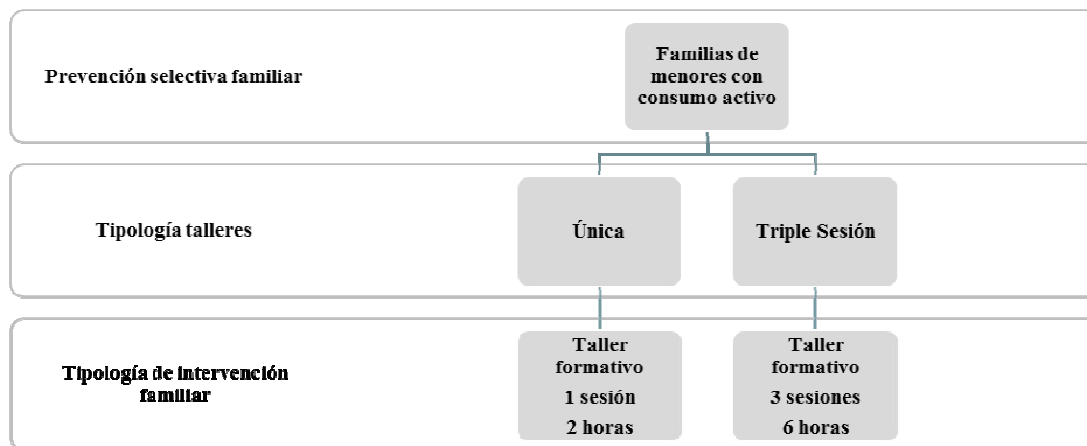 Prevención selectiva familiar
Familias de
menores con
consumo activo
Tipología talleres
Única
Triple Sesión
Tipología de intervención
familiar
Taller
formativo
1 sesión
2 horas
Taller
formativo
3 sesiones
6 horas